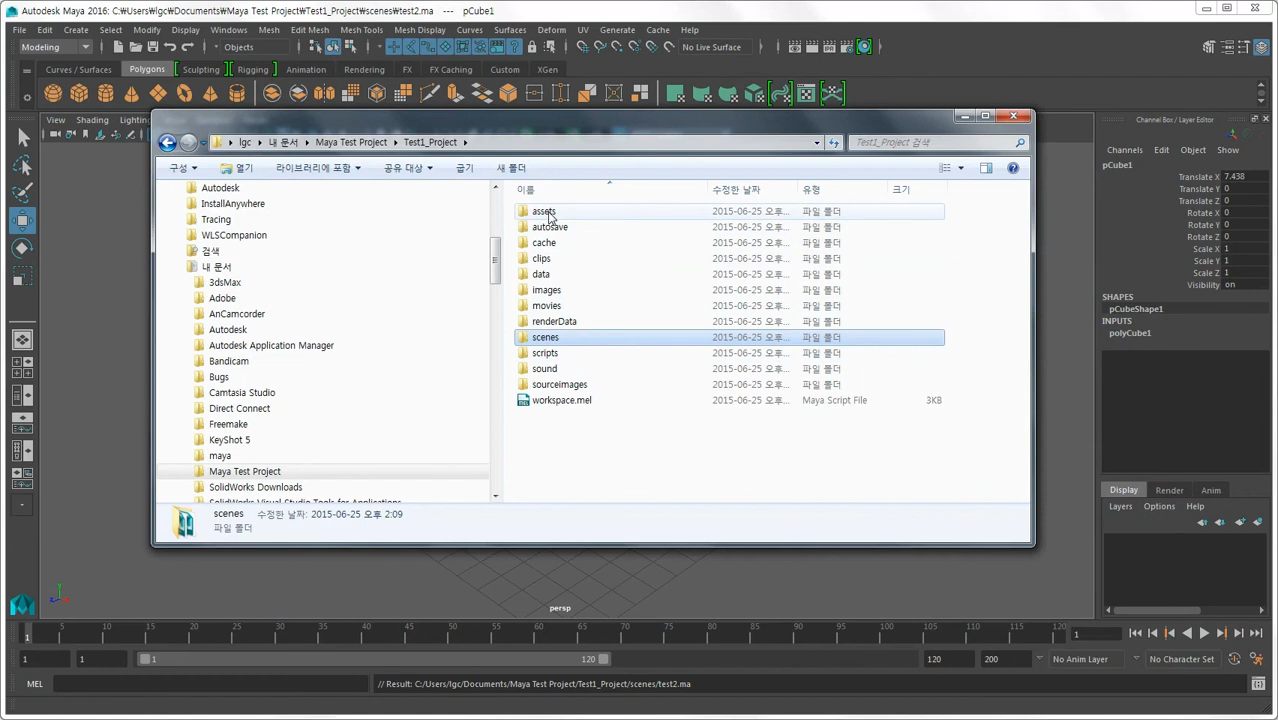 Autodesk Maya 2016: C:₩Users₩lgc₩Documents₩Maya Test Project₩Test1_Project₩scenes₩test2.ma --- pCube1
File Edit Create Select Modify Display Windows Mesh Edit Mesh Mesh Tools Mesh Display Curves Surfaces Deform UV Generate Cache Help
Modeling Objects No Live Surface
Curves / Surfaces Polygons Sculpting Rigging Animation Rendering FX FX Caching Custom XGen
View Shading Lighting
Channel Box / Layer Editor
lgc 내 문서 Maya Test Project Test1_Project
Test1_Project 검색
Channels Edit Object Show
구성 열기 라이브러리에 포함 공유 대상 굽기 새 폴더
pCube1
Translate X 7.438
Translate Y 0
Translate Z 0
Rotate X 0
Rotate Y 0
Rotate Z 0
Scale X 1
Scale Y 1
Scale Z 1
Visibility on
SHAPES
pCubeShape1
INPUTS
polyCube1
Autodesk
InstallAnywhere
Tracing
WLSCompanion
검색
내 문서
3dsMax
Adobe
AnCamcorder
Autodesk
Autodesk Application Manager
Bandicam
Bugs
Camtasia Studio
Direct Connect
Freemake
KeyShot 5
maya
Maya Test Project
SolidWorks Downloads
SolidWorks Visual Studio Tools for Applications
이름 수정한 날짜 유형 크기
assets 2015-06-25 오후... 파일 폴더
autosave 2015-06-25 오후... 파일 폴더
cache 2015-06-25 오후... 파일 폴더
clips 2015-06-25 오후... 파일 폴더
data 2015-06-25 오후... 파일 폴더
images 2015-06-25 오후... 파일 폴더
movies 2015-06-25 오후... 파일 폴더
renderData 2015-06-25 오후... 파일 폴더
scenes 2015-06-25 오후... 파일 폴더
scripts 2015-06-25 오후... 파일 폴더
sound 2015-06-25 오후... 파일 폴더
sourceimages 2015-06-25 오후... 파일 폴더
workspace.mel 2015-06-25 오후... Maya Script File 3KB
scenes 수정한 날짜: 2015-06-25 오후 2:09
파일 폴더
Display Render Anim
Layers Options Help
persp
5 10 15 20 25 30 35 40 45 50 55 60 65 70 75 80 85 90 95 100 105 110 115 120
1 1
1 1 1 120 120 200 No Anim Layer No Character Set
MEL // Result: C:/Users/lgc/Documents/Maya Test Project/Test1_Project/scenes/test2.ma